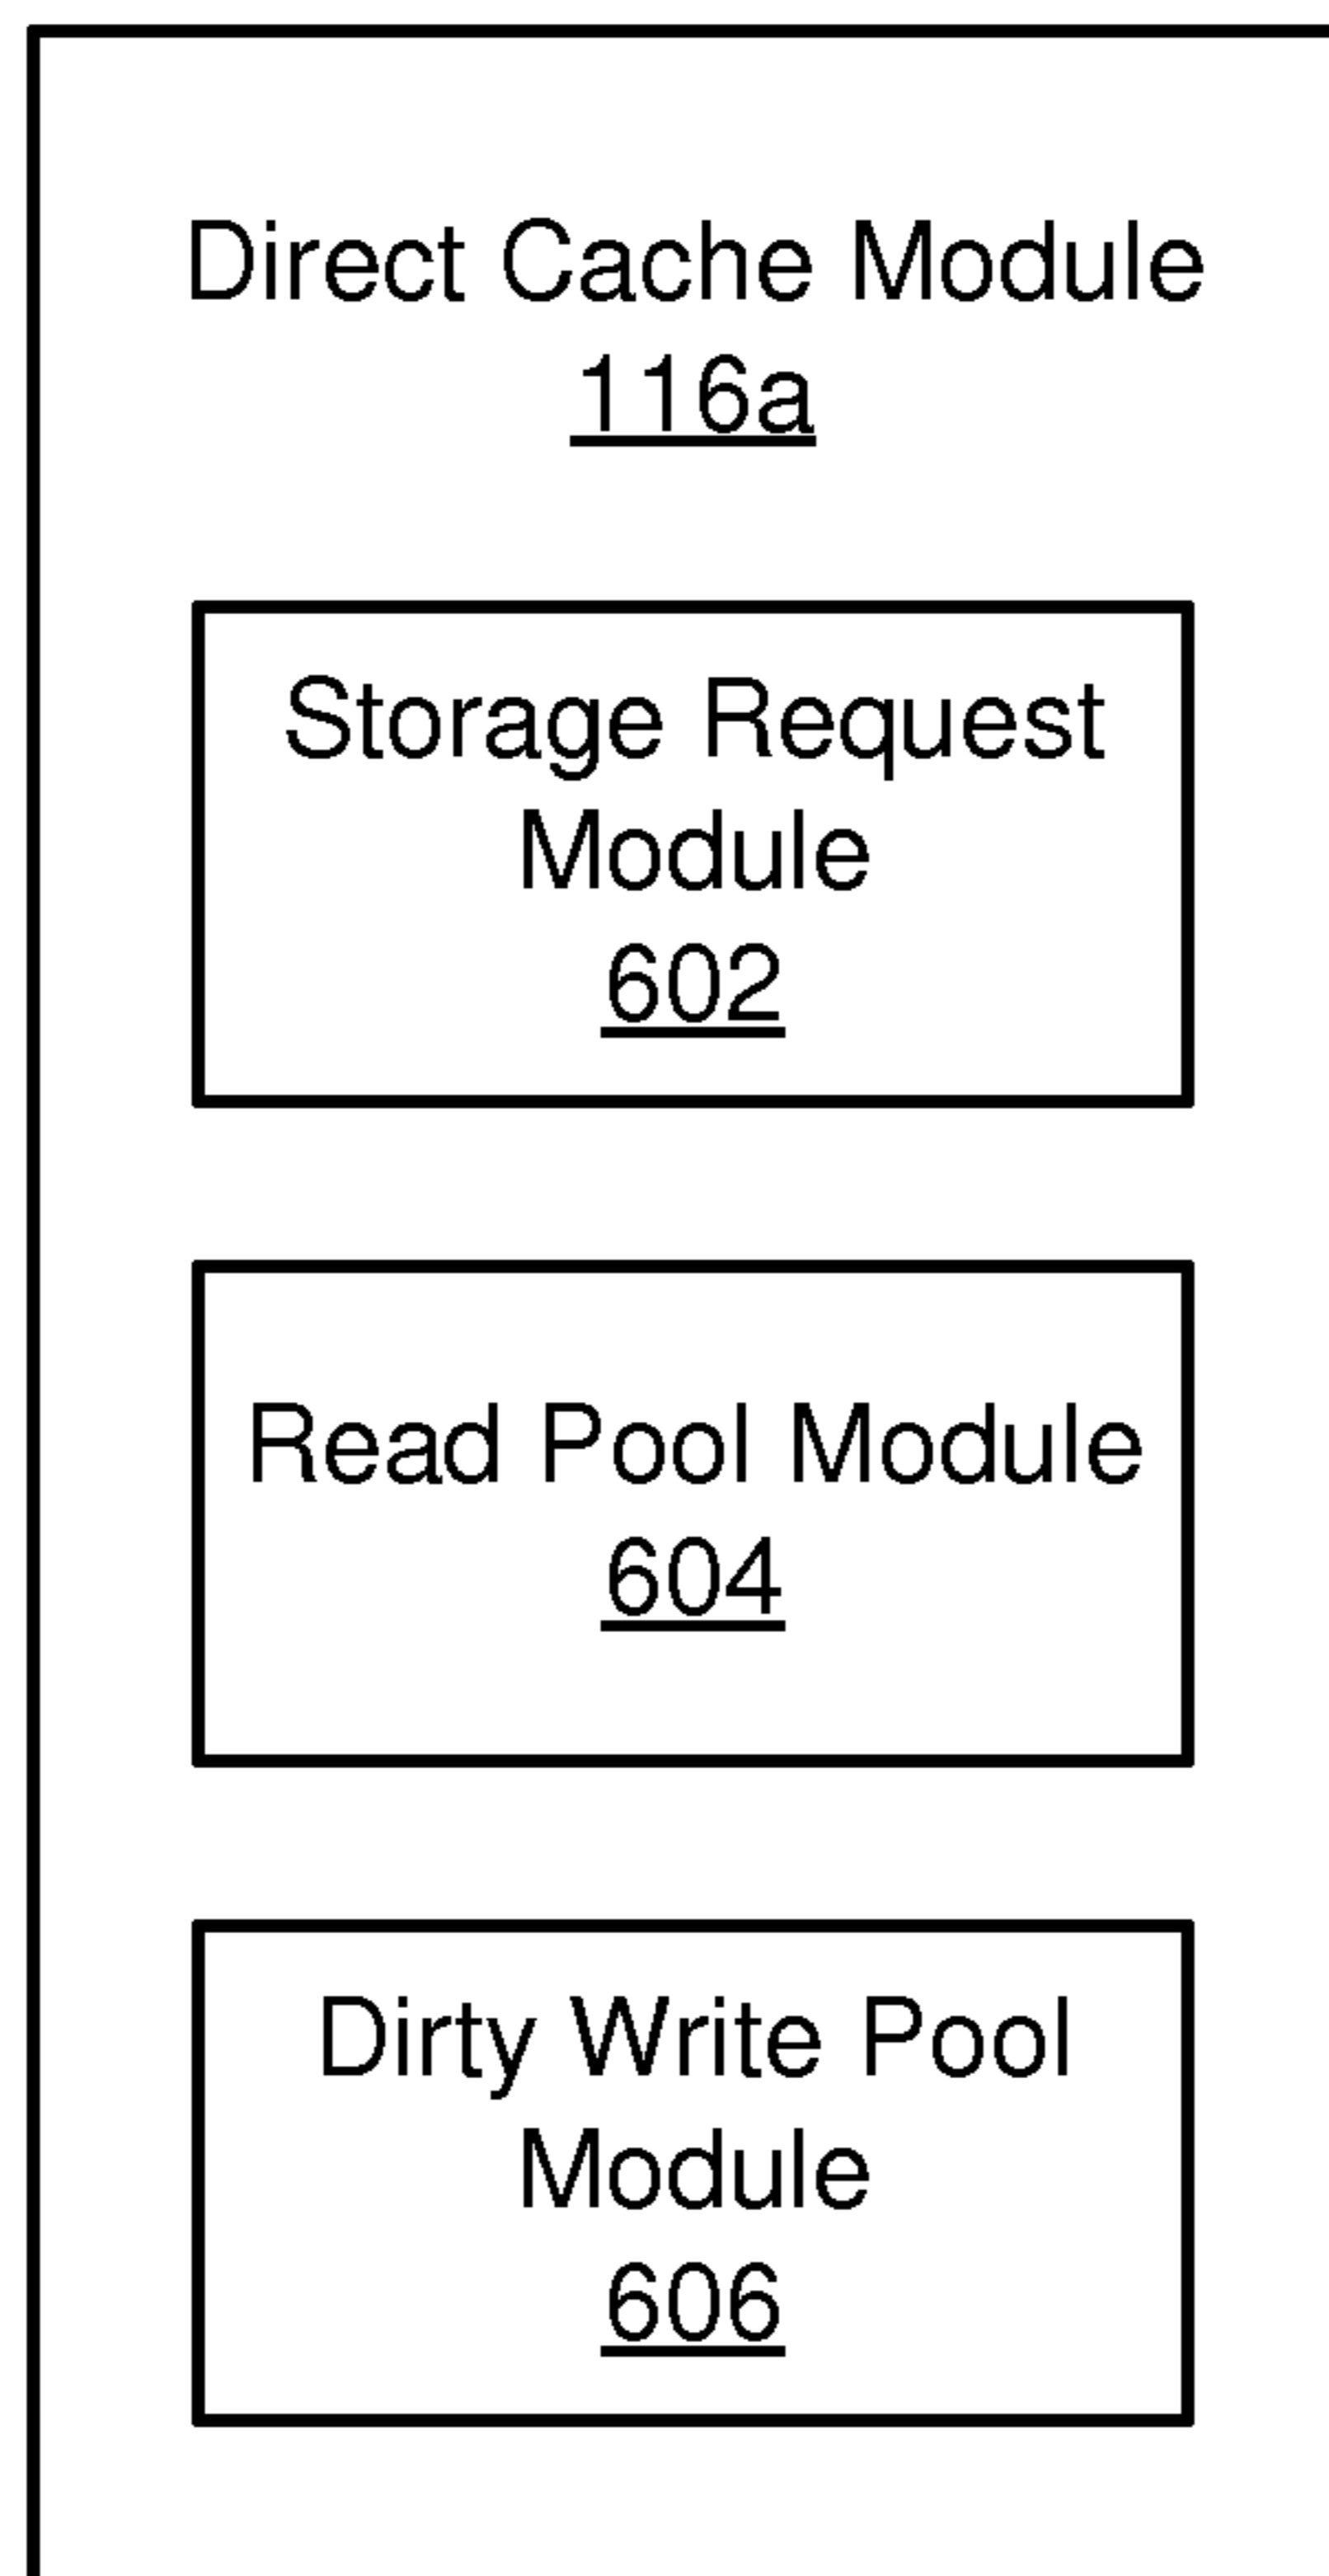 Direct Cache Module
116a
Storage Request
Module
602
Read Pool Module
604
Dirty Write Pool
Module
606